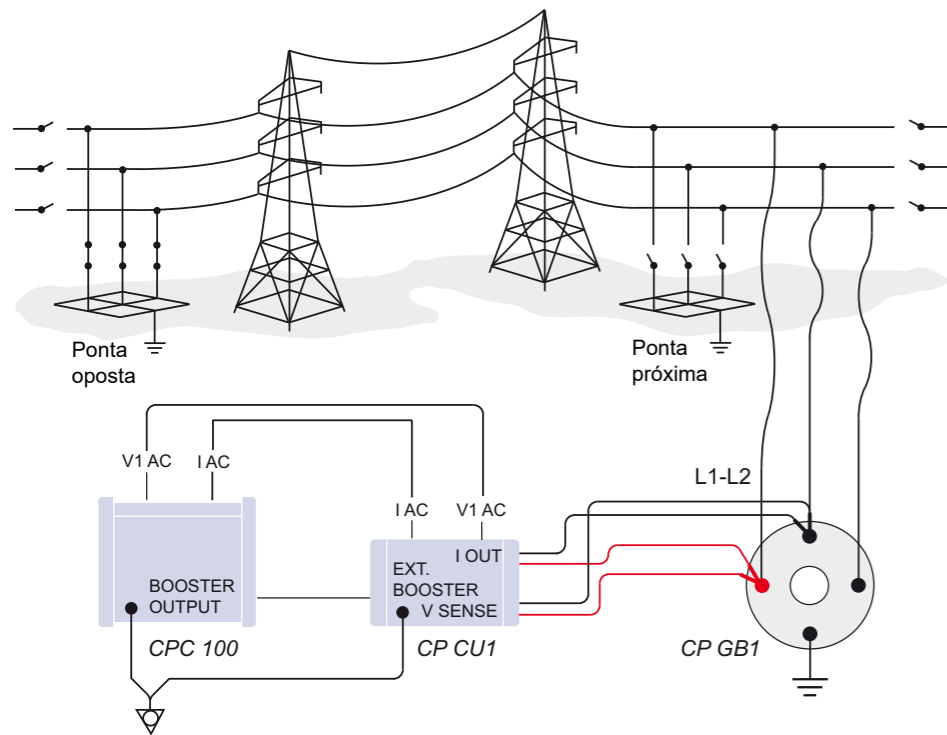 Ponta
oposta
Ponta
próxima
V1 AC
I AC
I AC
V1 AC
L1-L2
BOOSTER
OUTPUT
I OUT
EXT.
BOOSTER
V SENSE
CPC 100
CP CU1
CP GB1